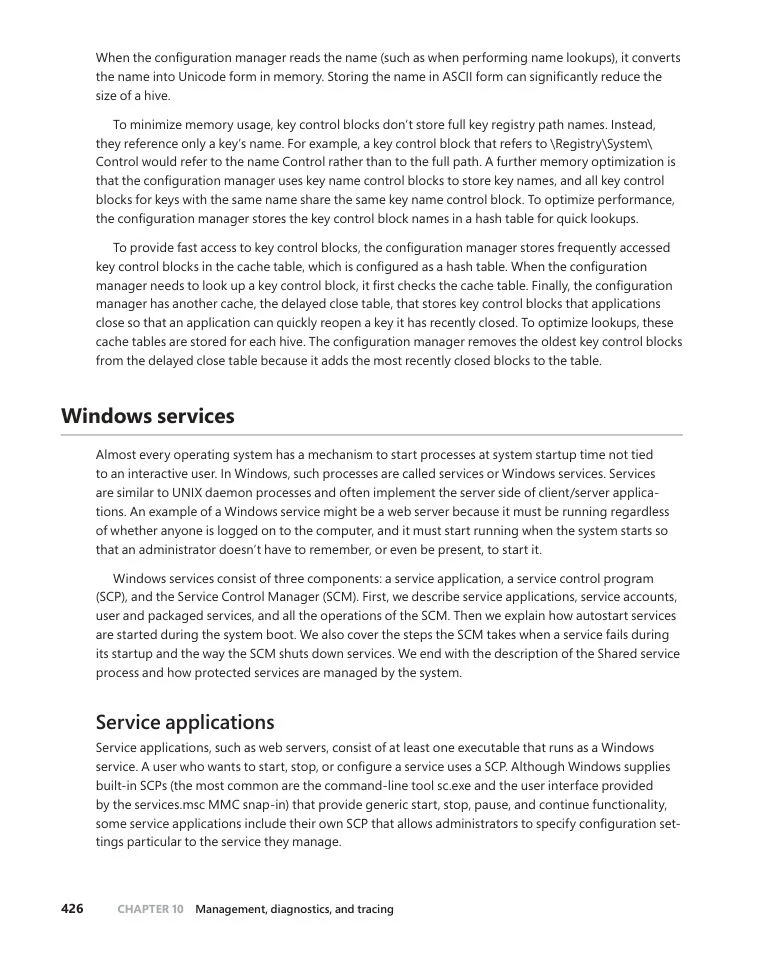 When the configuration manager reads the name (such as when performing name lookups), it converts
the name into Unicode form in memory. Storing the name in ASCII form can significantly reduce the
size of a hive.
To minimize memory usage, key control blocks don't store full key registry path names. Instead,
they reference only a key's name. For example, a key control block that refers to \Registry\System\
Control would refer to the name Control rather than to the full path. A further memory optimization is
that the configuration manager uses key name control blocks to store key names, and all key control
blocks for keys with the same name share the same key name control block. To optimize performance,
the configuration manager stores the key control block names in a hash table for quick lookups.
To provide fast access to key control blocks, the configuration manager stores frequently accessed
key control blocks in the cache table, which is configured as a hash table. When the configuration
manager needs to look up a key control block, it first checks the cache table. Finally, the configuration
manager has another cache, the delayed close table, that stores key control blocks that applications
close so that an application can quickly reopen a key it has recently closed. To optimize lookups, these
cache tables are stored for each hive. The configuration manager removes the oldest key control blocks
from the delayed close table because it adds the most recently closed blocks to the table.
Windows services
Almost every operating system has a mechanism to start processes at system startup time not tied
to an interactive user. In Windows, such processes are called services or Windows services. Services
are similar to UNIX daemon processes and often implement the server side of client/server applica-
tions. An example of a Windows service might be a web server because it must be running regardless
of whether anyone is logged on to the computer, and it must start running when the system starts so
that an administrator doesn't have to remember, or even be present, to start it.
Windows services consist of three components: a service application, a service control program
(SCP), and the Service Control Manager (SCM). First, we describe service applications, service accounts,
user and packaged services, and all the operations of the SCM. Then we explain how autostart services
are started during the system boot. We also cover the steps the SCM takes when a service fails during
its startup and the way the SCM shuts down services. We end with the description of the Shared service
process and how protected services are managed by the system.
Service applications
Service applications, such as web servers, consist of at least one executable that runs as a Windows
service. A user who wants to start, stop, or configure a service uses a SCP. Although Windows supplies
built-in SCPs (the most common are the command-line tool sc.exe and the user interface provided
by the services.msc MMC snap-in) that provide generic start, stop, pause, and continue functionality,
some service applications include their own SCP that allows administrators to specify configuration set-
tings particular to the service they manage.
426 CHAPTER 10 Management, diagnostics, and tracing